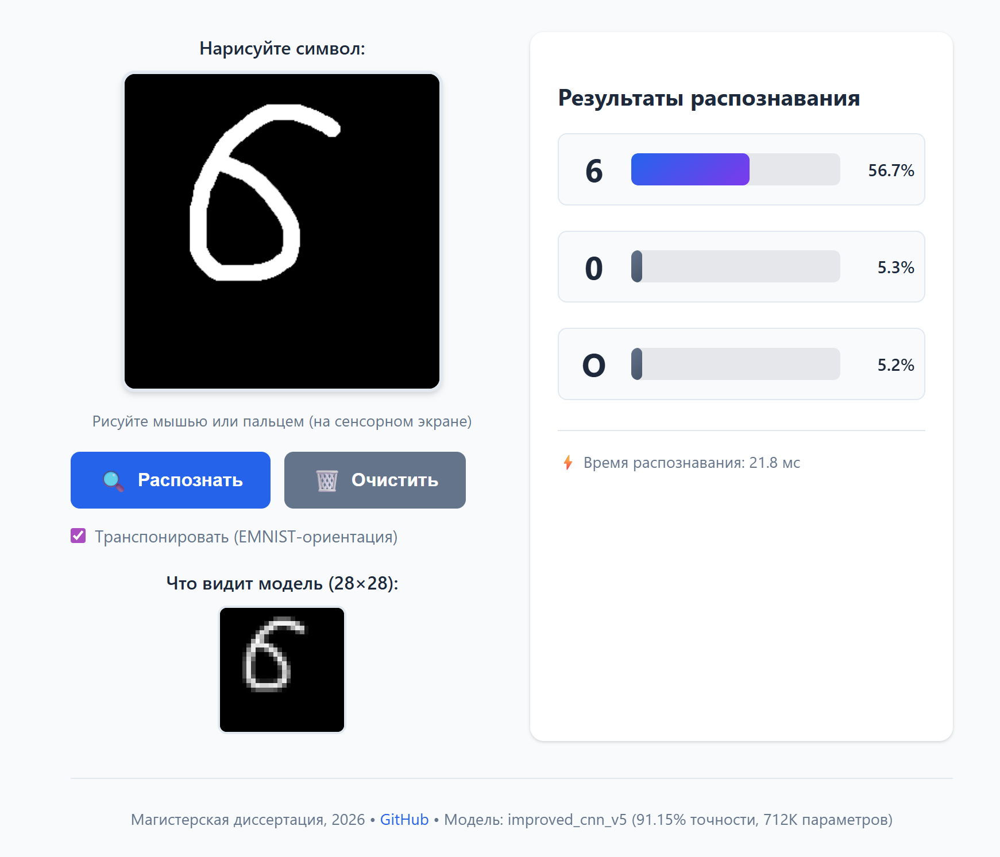 Нарисуйте символ:
6
Рисуйте мышью или пальцем (на сенсорном экране)
🔍 Распознать
🗑️ Очистить
Транспонировать (EMNIST-ориентация)
Что видит модель (28×28):
6
Результаты распознавания
6 56.7%
0 5.3%
O 5.2%
⚡ Время распознавания: 21.8 мс
Магистерская диссертация, 2026 • GitHub • Модель: improved_cnn_v5 (91.15% точности, 712K параметров)